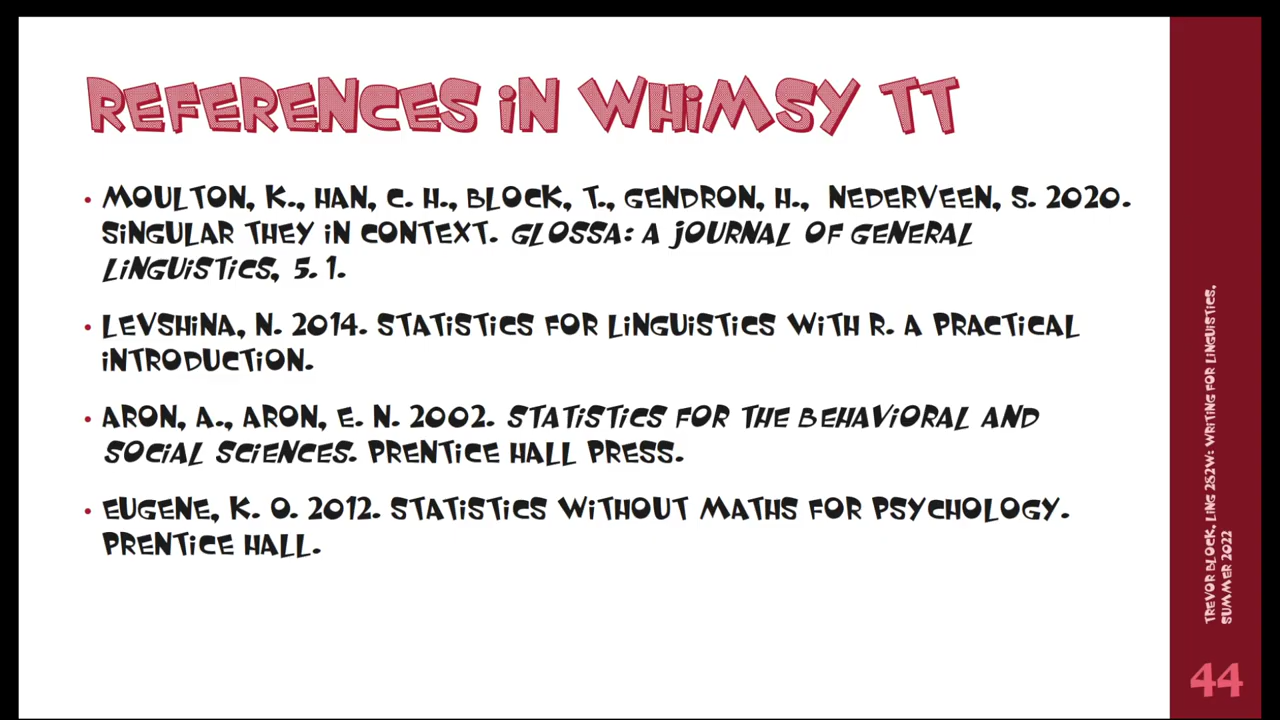 REFERENCES iN WHiMSY TT
• MOULTON, K., HAN, C. H., BLOCK, T., GENDRON, H., NEDERVEEN, S. 2020.
SiNGULAR THEY iN CONTEXT. GLOSSA: A JOURNAL OF GENERAL
LiNGUiSTiCS, 5. 1.
• LEVSHiNA, N. 2014. STATiSTiCS FOR LiNGUiSTiCS WiTH R. A PRACTiCAL
iNTRODUCTiON.
• ARON, A., ARON, E. N. 2002. STATiSTiCS FOR THE BEHAViORAL AND
SOCiAL SCiENCES. PRENTiCE HALL PRESS.
• EUGENE, K. O. 2012. STATiSTiCS WiTHOUT MATHS FOR PSYCHOLOGY.
PRENTiCE HALL.
TREVOR BLOCK. LiNG 282W: WRiTiNG FOR LiNGUiSTiCS.
SUMMER 2022
44